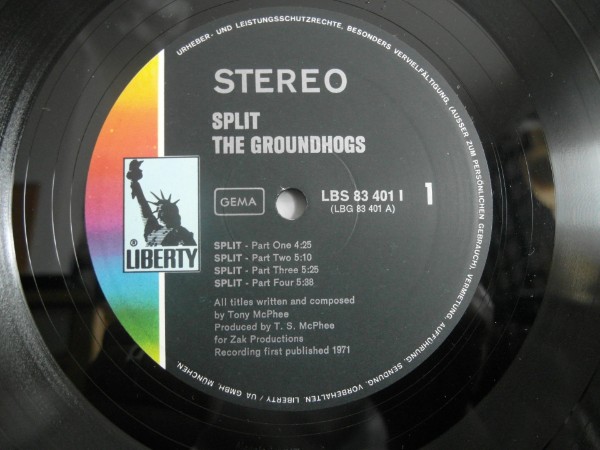 URHEBER- UND LEISTUNGSSCHUTZRECHTE, BESONDERS VERVIELFÄLTIGUNG, (AUSSER ZUM PERSÖNLICHEN GEBRAUCH), VERMIETUNG, AUFFÜHRUNG, SENDUNG, VORBEHALTEN. LIBERTY / UA GMBH, MÜNCHEN.
STEREO
SPLIT
THE GROUNDHOGS
GEMA
LBS 83 401 I 1
(LBG 83 401 A)
® LIBERTY
SPLIT - Part One 4:25
SPLIT - Part Two 5:10
SPLIT - Part Three 5:25
SPLIT - Part Four 5:38
All titles written and composed
by Tony McPhee
Produced by T. S. McPhee
for Zak Productions
Recording first published 1971